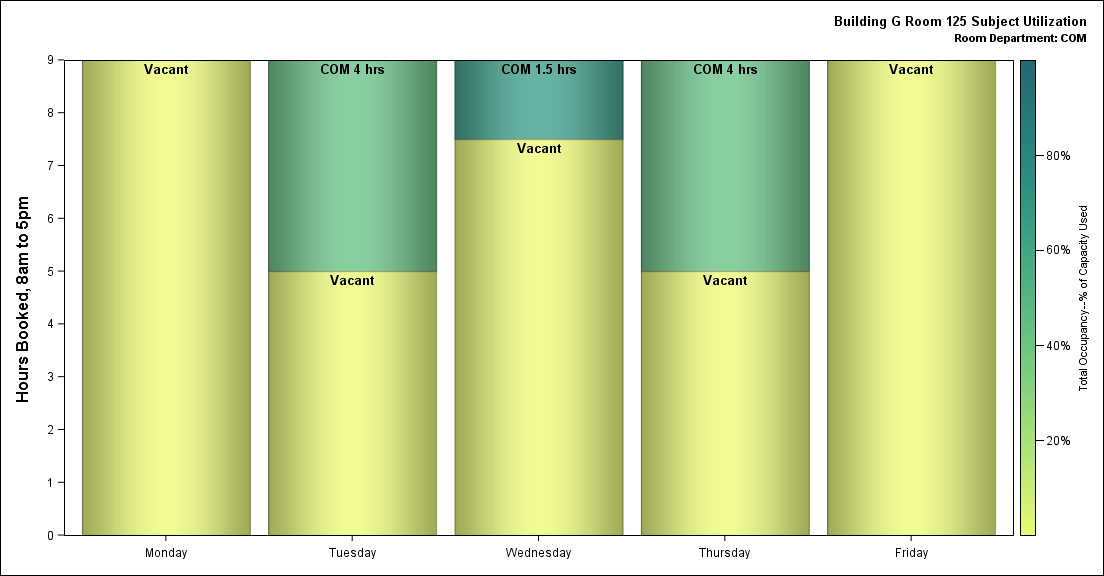 Building G Room 125 Subject Utilization
Room Department: COM
Hours Booked, 8am to 5pm
9
8
7
6
5
4
3
2
1
0
Vacant
COM 4 hrs
Vacant
COM 1.5 hrs
Vacant
COM 4 hrs
Vacant
Vacant
Monday
Tuesday
Wednesday
Thursday
Friday
80%
60%
40%
20%
Total Occupancy--% of Capacity Used